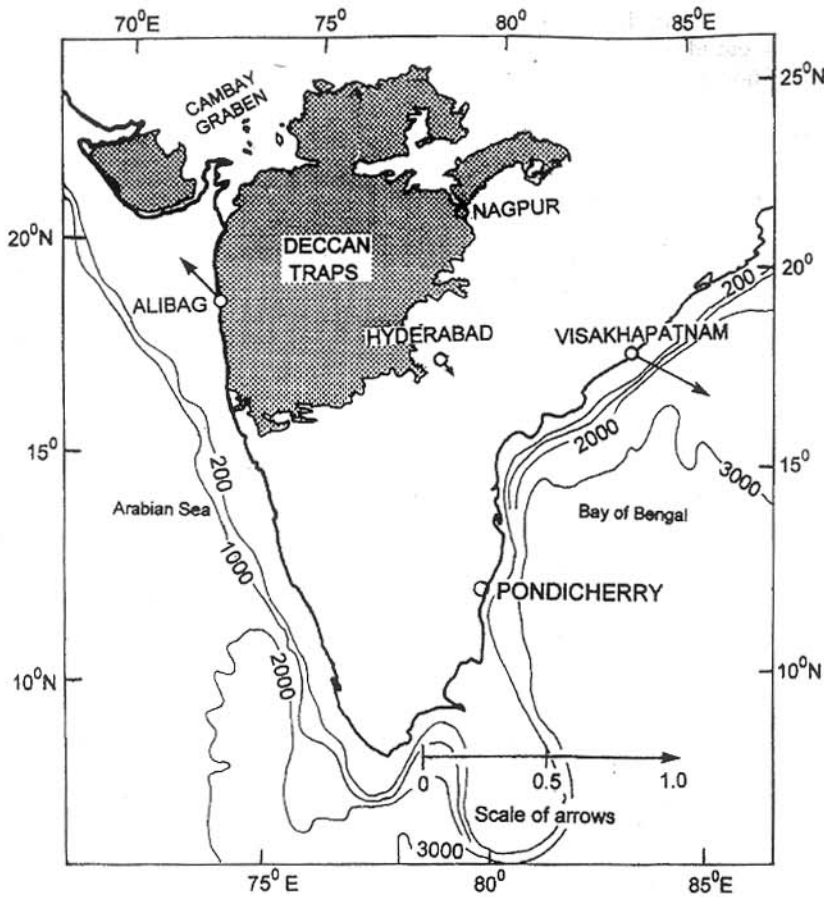 70⁰E
75⁰
80⁰
85⁰E
CAMBAY
GRABEN
25⁰N
NAGPUR
20⁰N
DECCAN
TRAPS
20⁰
200
ALIBAG
HYDERABAD
VISAKHAPATNAM
2000
15⁰
200
3000
15⁰
Arabian Sea
Bay of Bengal
1000
PONDICHERRY
10⁰N
2000
10⁰N
0
0.5
1.0
Scale of arrows
3000
75⁰E
80⁰
85⁰E